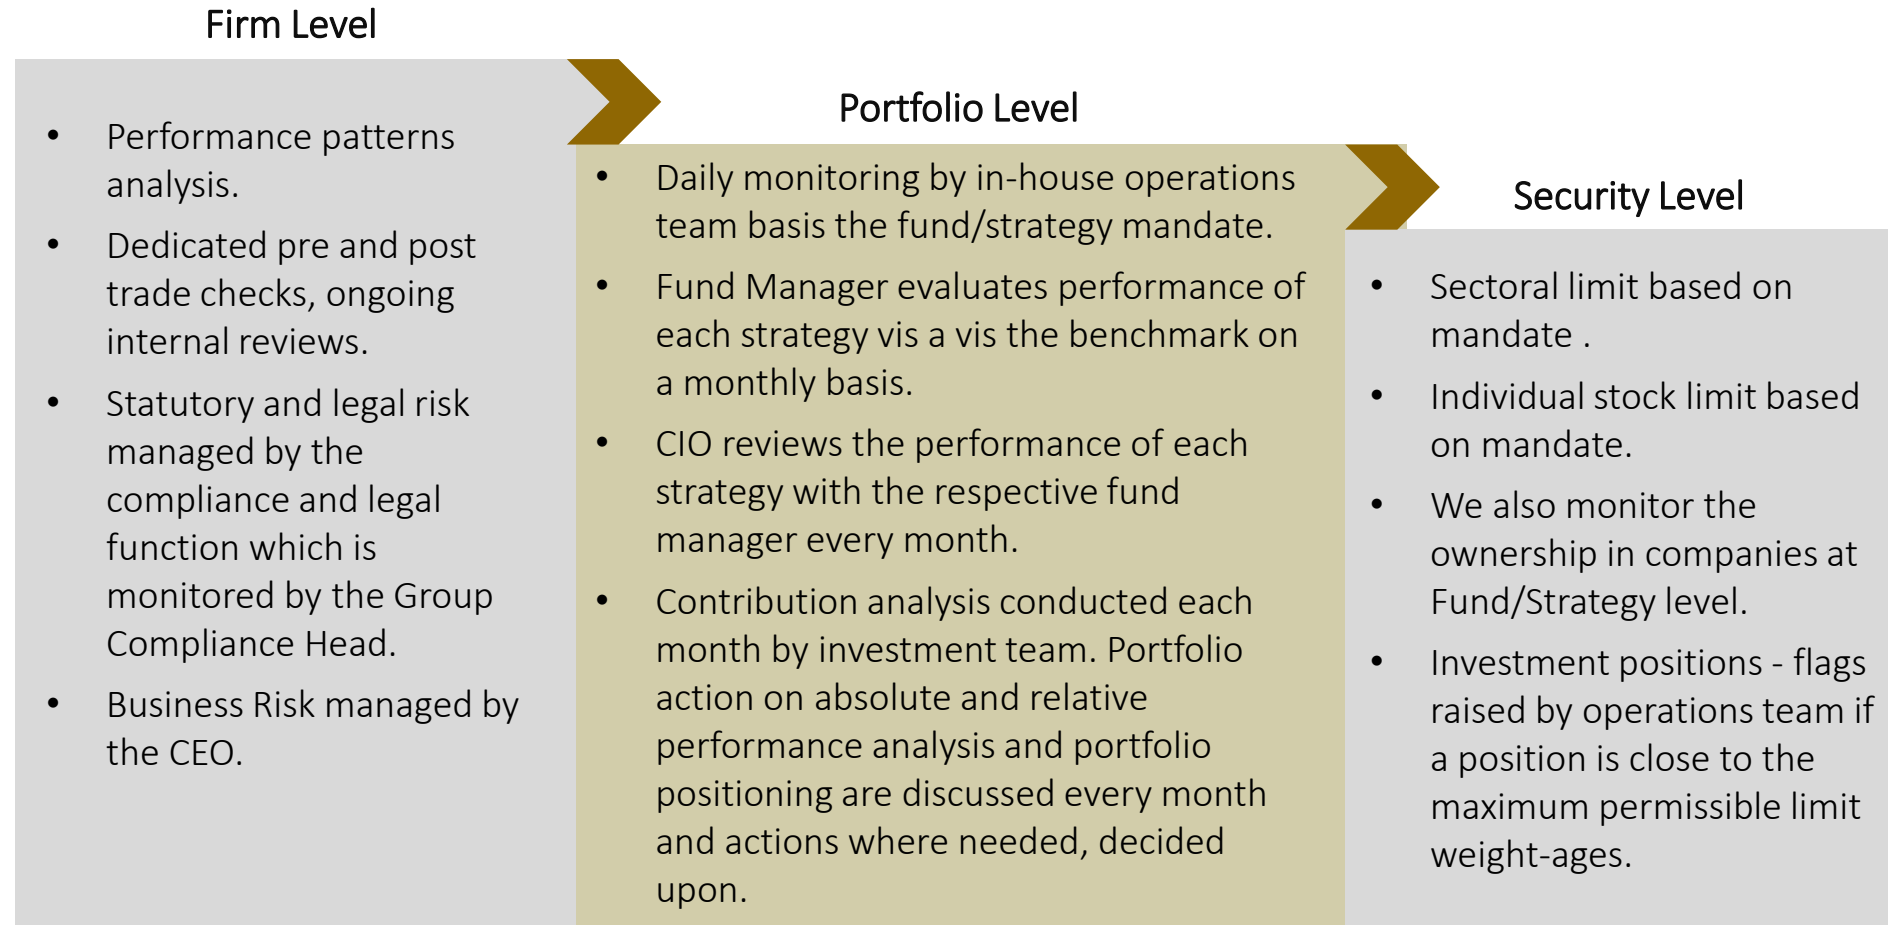 Firm Level
• Performance patterns
analysis.
• Dedicated pre and post
trade checks, ongoing
internal reviews.
• Statutory and legal risk
managed by the
compliance and legal
function which is
monitored by the Group
Compliance Head.
• Business Risk managed by
the CEO.
Portfolio Level
• Daily monitoring by in-house operations
team basis the fund/strategy mandate.
• Fund Manager evaluates performance of
each strategy vis a vis the benchmark on
a monthly basis.
• CIO reviews the performance of each
strategy with the respective fund
manager every month.
• Contribution analysis conducted each
month by investment team. Portfolio
action on absolute and relative
performance analysis and portfolio
positioning are discussed every month
and actions where needed, decided
upon.
Security Level
• Sectoral limit based on
mandate .
• Individual stock limit based
on mandate.
• We also monitor the
ownership in companies at
Fund/Strategy level.
• Investment positions - flags
raised by operations team if
a position is close to the
maximum permissible limit
weight-ages.